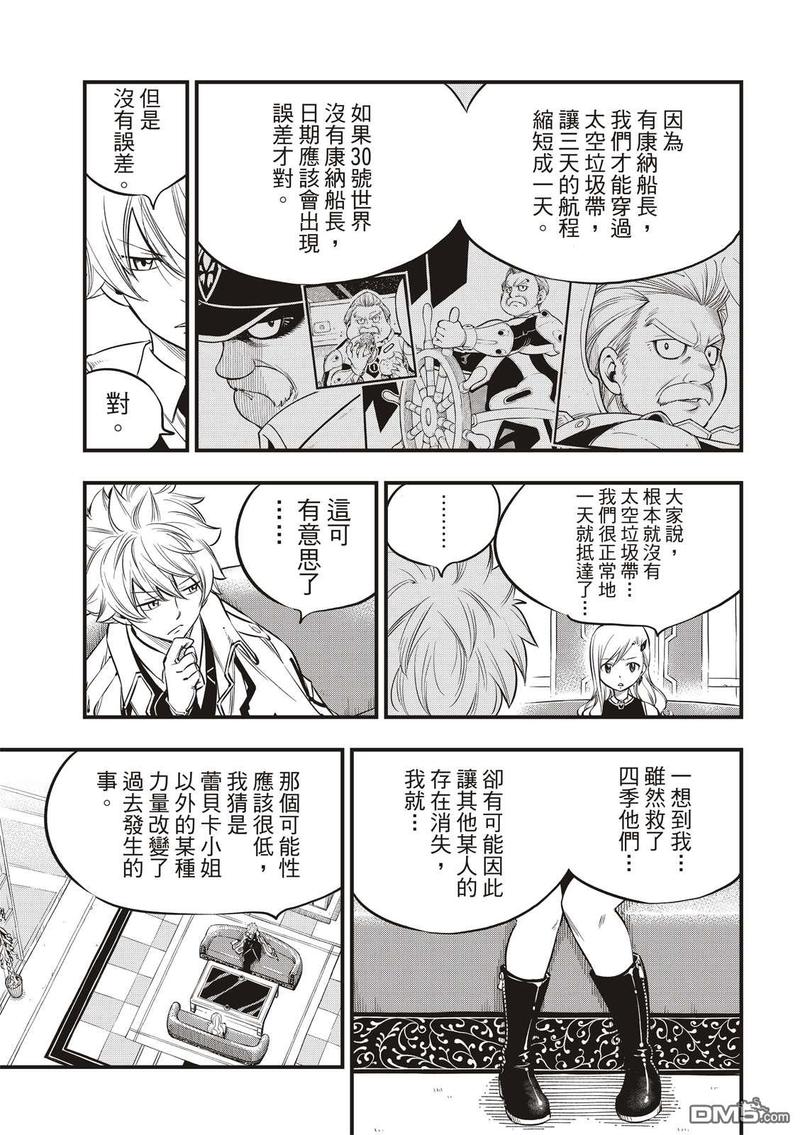 因為
有康納船長，
我們才能穿過
太空垃圾帶，
讓三天的航程
縮短成一天。
如果30號世界
沒有康納船長，
日期應該會出現
誤差才對。
但是
沒有誤差。
對。
大家說，
根本就沒有
太空垃圾帶…
我們很正常地
一天就抵達了…
………
這可
有意思了
……
一想到我…
雖然救了
四季他們…
卻有可能因此
讓其他某人的
存在消失，
我就…
那個可能性
應該很低，
我猜是
蕾貝卡小姐
以外的某種
力量改變了
過去發生的
事。
DM5.com